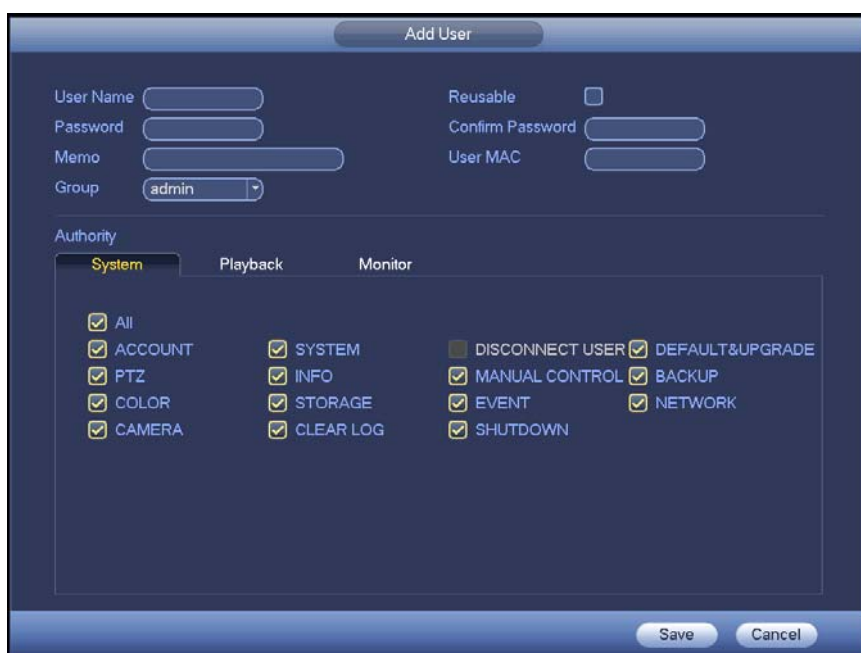 Add User
User Name Reusable
Password Confirm Password
Memo User MAC
Group admin
Authority
System Playback Monitor
All
ACCOUNT SYSTEM DISCONNECT USER DEFAULT&UPGRADE
PTZ INFO MANUAL CONTROL BACKUP
COLOR STORAGE EVENT NETWORK
CAMERA CLEAR LOG SHUTDOWN
Save Cancel